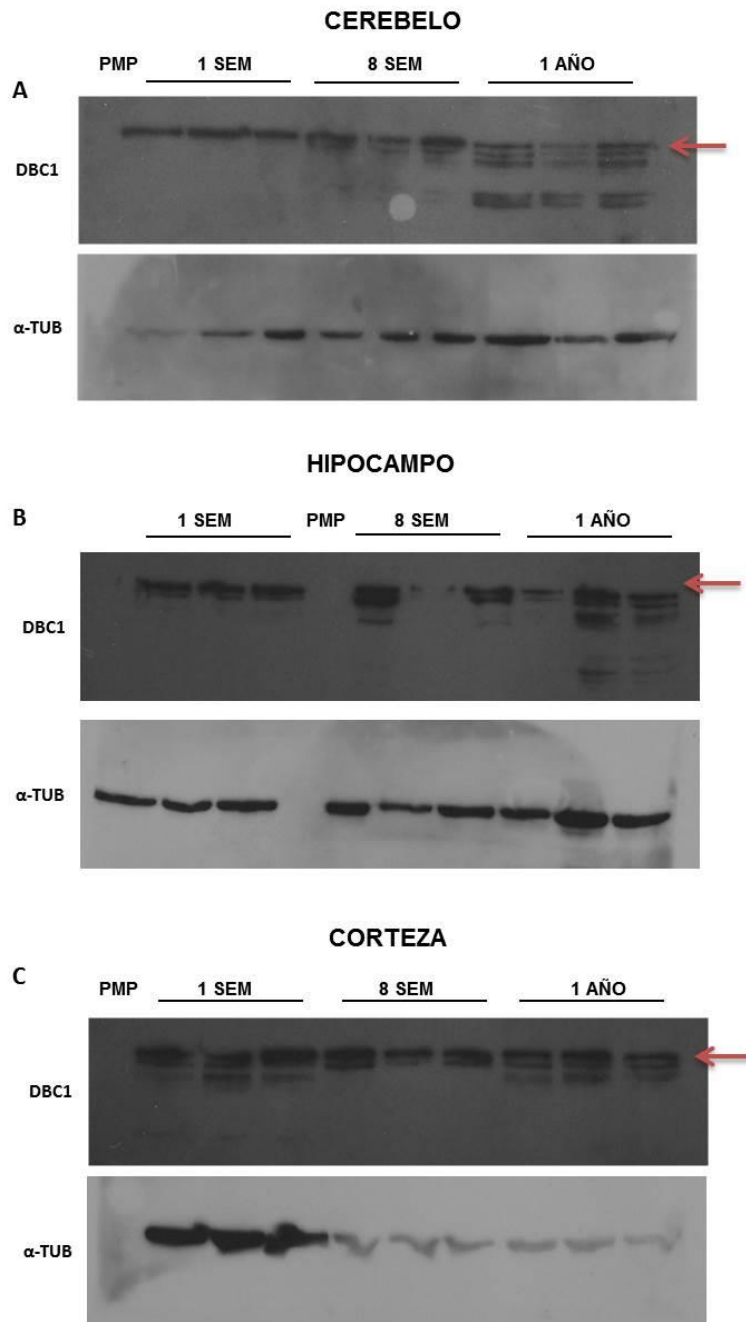 CEREBELO
PMP 1 SEM 8 SEM 1 AÑO
A
DBC1
α-TUB
HIPOCAMPO
B
1 SEM PMP 8 SEM 1 AÑO
DBC1
α-TUB
CORTEZA
C
PMP 1 SEM 8 SEM 1 AÑO
DBC1
α-TUB